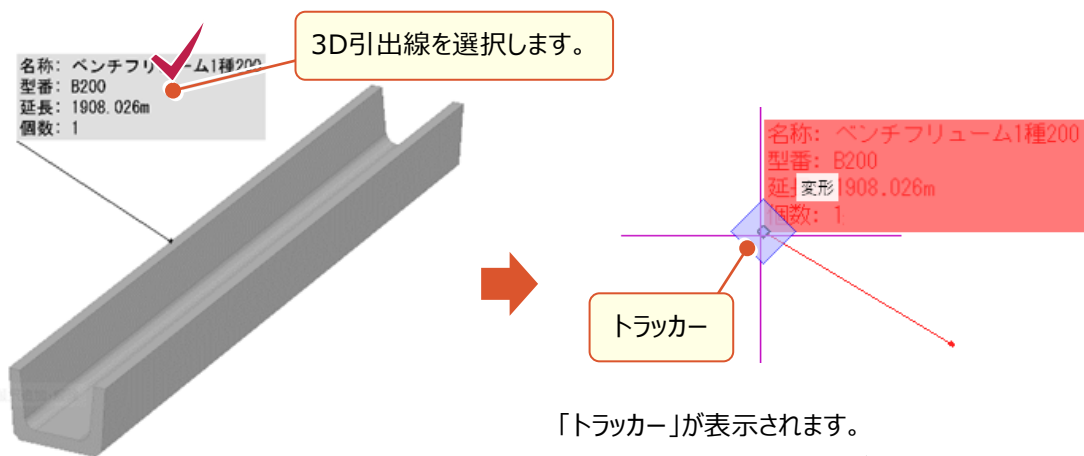 3D引出線を選択します。
名称: ベンチフリューム1種200
型番: B200
延長: 1908.026m
個数: 1
名称: ベンチフリューム1種200
型番: B200
延 変形 1908.026m
個数: 1
トラッカー
「トラッカー」が表示されます。